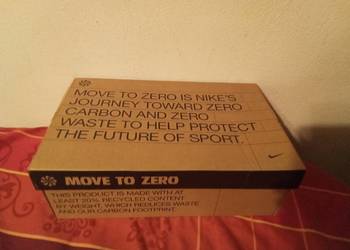 MOVE TO ZERO IS NIKE'S
JOURNEY TOWARD ZERO
CARBON AND ZERO
WASTE TO HELP PROTECT
THE FUTURE OF SPORT.
MOVE TO ZERO
THIS PRODUCT IS MADE WITH AT
LEAST 20% RECYCLED CONTENT
BY WEIGHT, WHICH REDUCES WASTE
AND OUR CARBON FOOTPRINT.